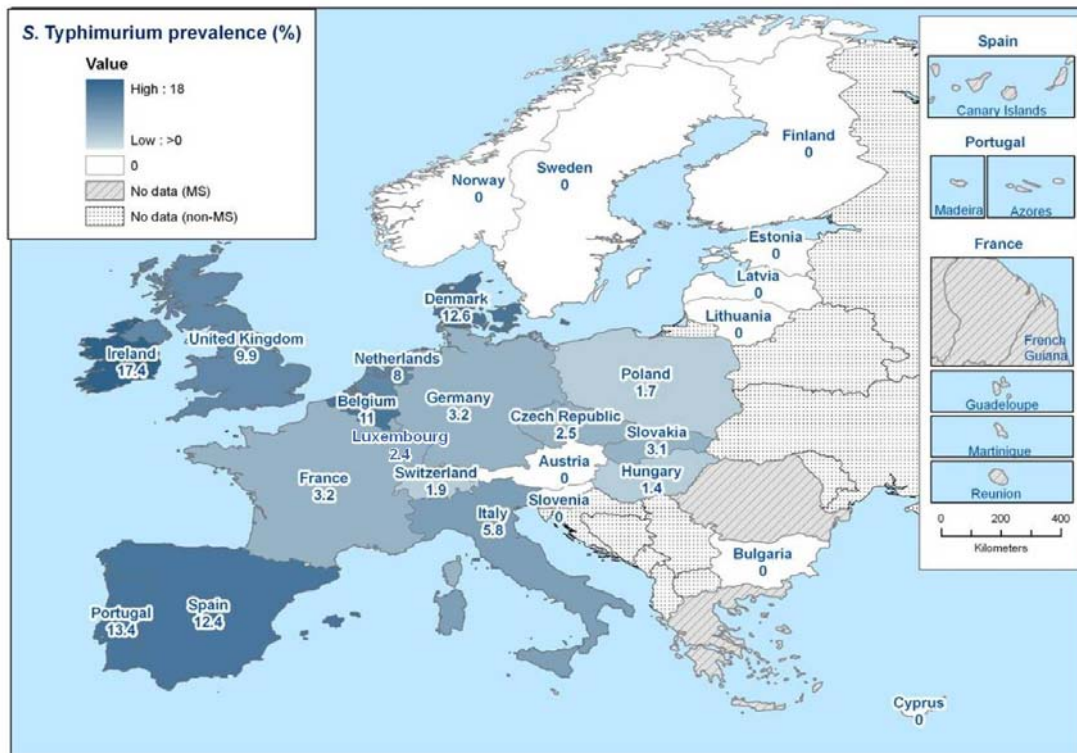 S. Typhimurium prevalence (%)
Value
High : 18
Low : >0
0
No data (MS)
No data (non-MS)
Norway
0
Sweden
0
Finland
0
Estonia
0
Latvia
0
Lithuania
0
Denmark
12.6
United Kingdom
9.9
Ireland
17.4
Netherlands
8
Belgium
11
Germany
3.2
Poland
1.7
Czech Republic
2.5
Slovakia
3.1
Luxembourg
2.4
Austria
0
Hungary
1.4
Switzerland
1.9
France
3.2
Slovenia
0
Italy
5.8
Bulgaria
0
Portugal
13.4
Spain
12.4
Cyprus
0
Spain
Canary Islands
Portugal
Madeira
Azores
France
French
Guiana
Guadeloupe
Martinique
Reunion
0 200 400
Kilometers